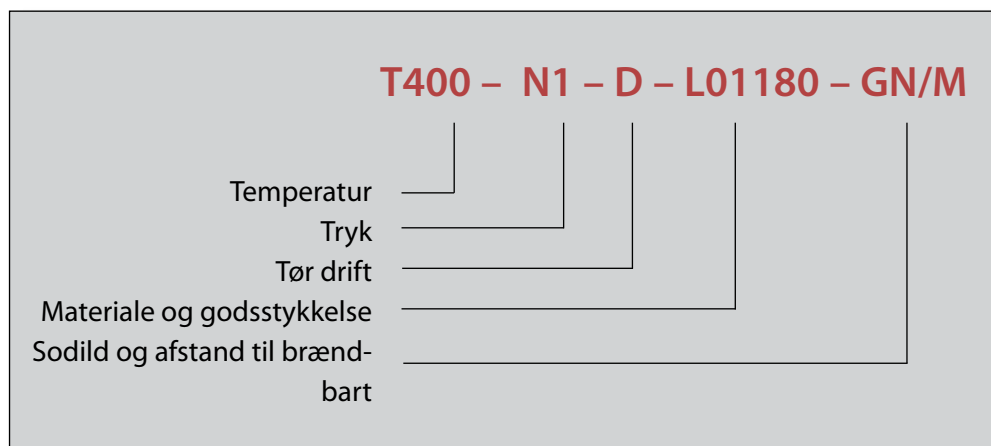 T400 – N1 – D – L01180 – GN/M
Temperatur
Tryk
Tør drift
Materiale og godsstykkelse
Sodild og afstand til brænd-
bart